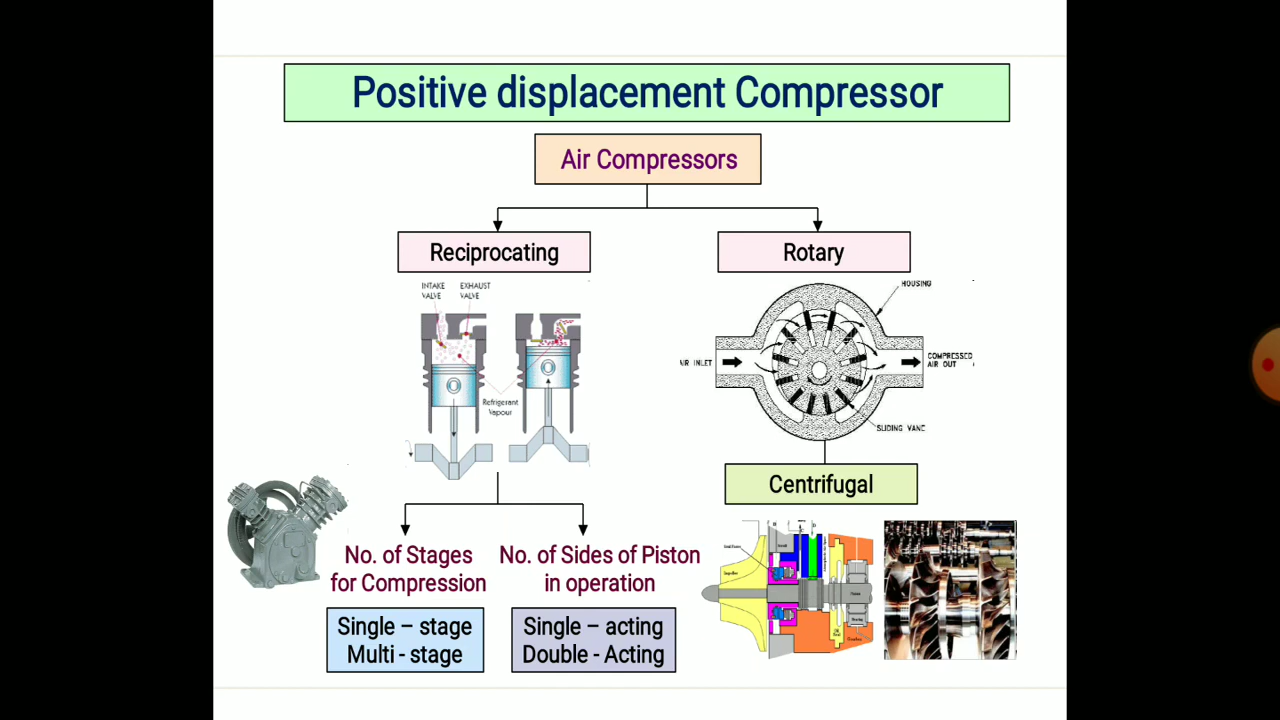 Positive displacement Compressor
Air Compressors
Reciprocating
Rotary
INTAKE
VALVE
EXHAUST
VALVE
Refrigerant
Vapour
HOUSING
AIR INLET
COMPRESSED
AIR OUT
SLIDING VANE
Centrifugal
No. of Stages
for Compression
No. of Sides of Piston
in operation
Single – stage
Multi - stage
Single – acting
Double - Acting
Impeller